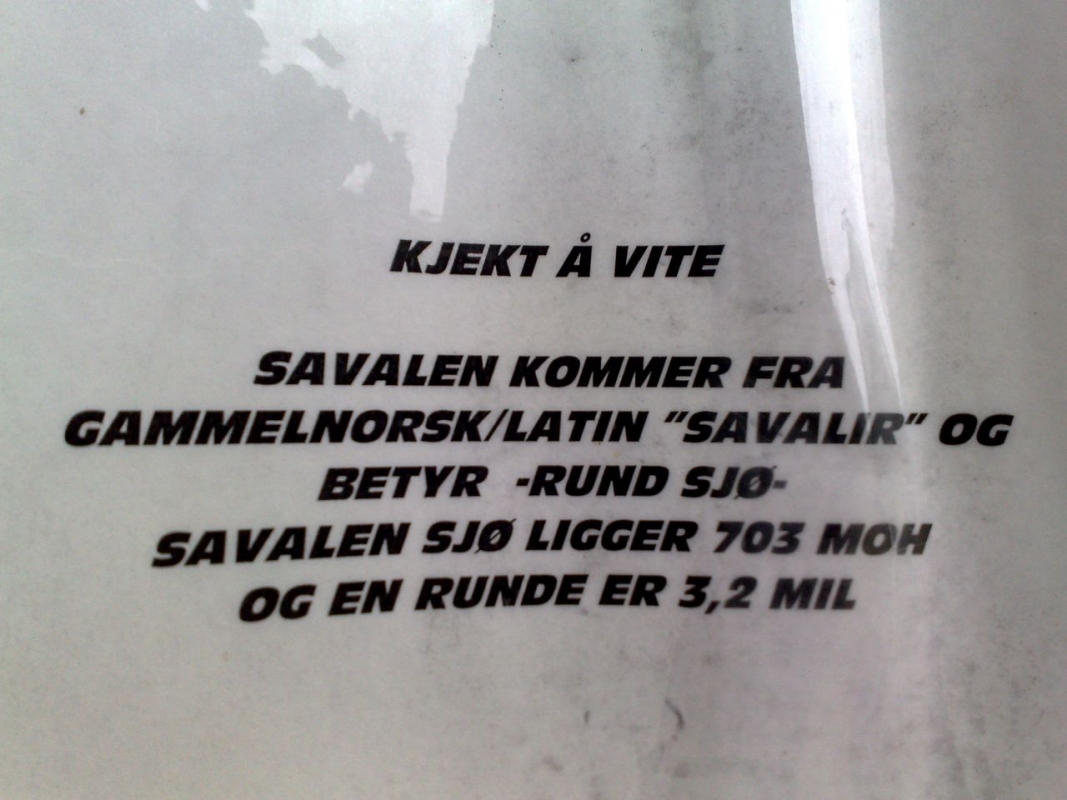 KJEKT Å VITE
SAVALEN KOMMER FRA
GAMMELNORSK/LATIN "SAVALIR" OG
BETYR -RUND SJØ-
SAVALEN SJØ LIGGER 703 MOH
OG EN RUNDE ER 3,2 MIL